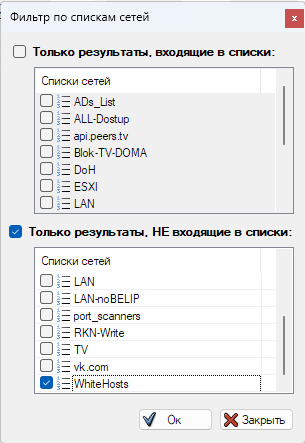 Фильтр по спискам сетей
Только результаты, входящие в списки:
Списки сетей
ADs_List
ALL-Dostup
api.peers.tv
Blok-TV-DOMA
DoH
ESXI
LAN
Только результаты, НЕ входящие в списки:
Списки сетей
LAN
LAN-noBELIP
port_scanners
RKN-Write
TV
vk.com
WhiteHosts
Ок
Закрыть